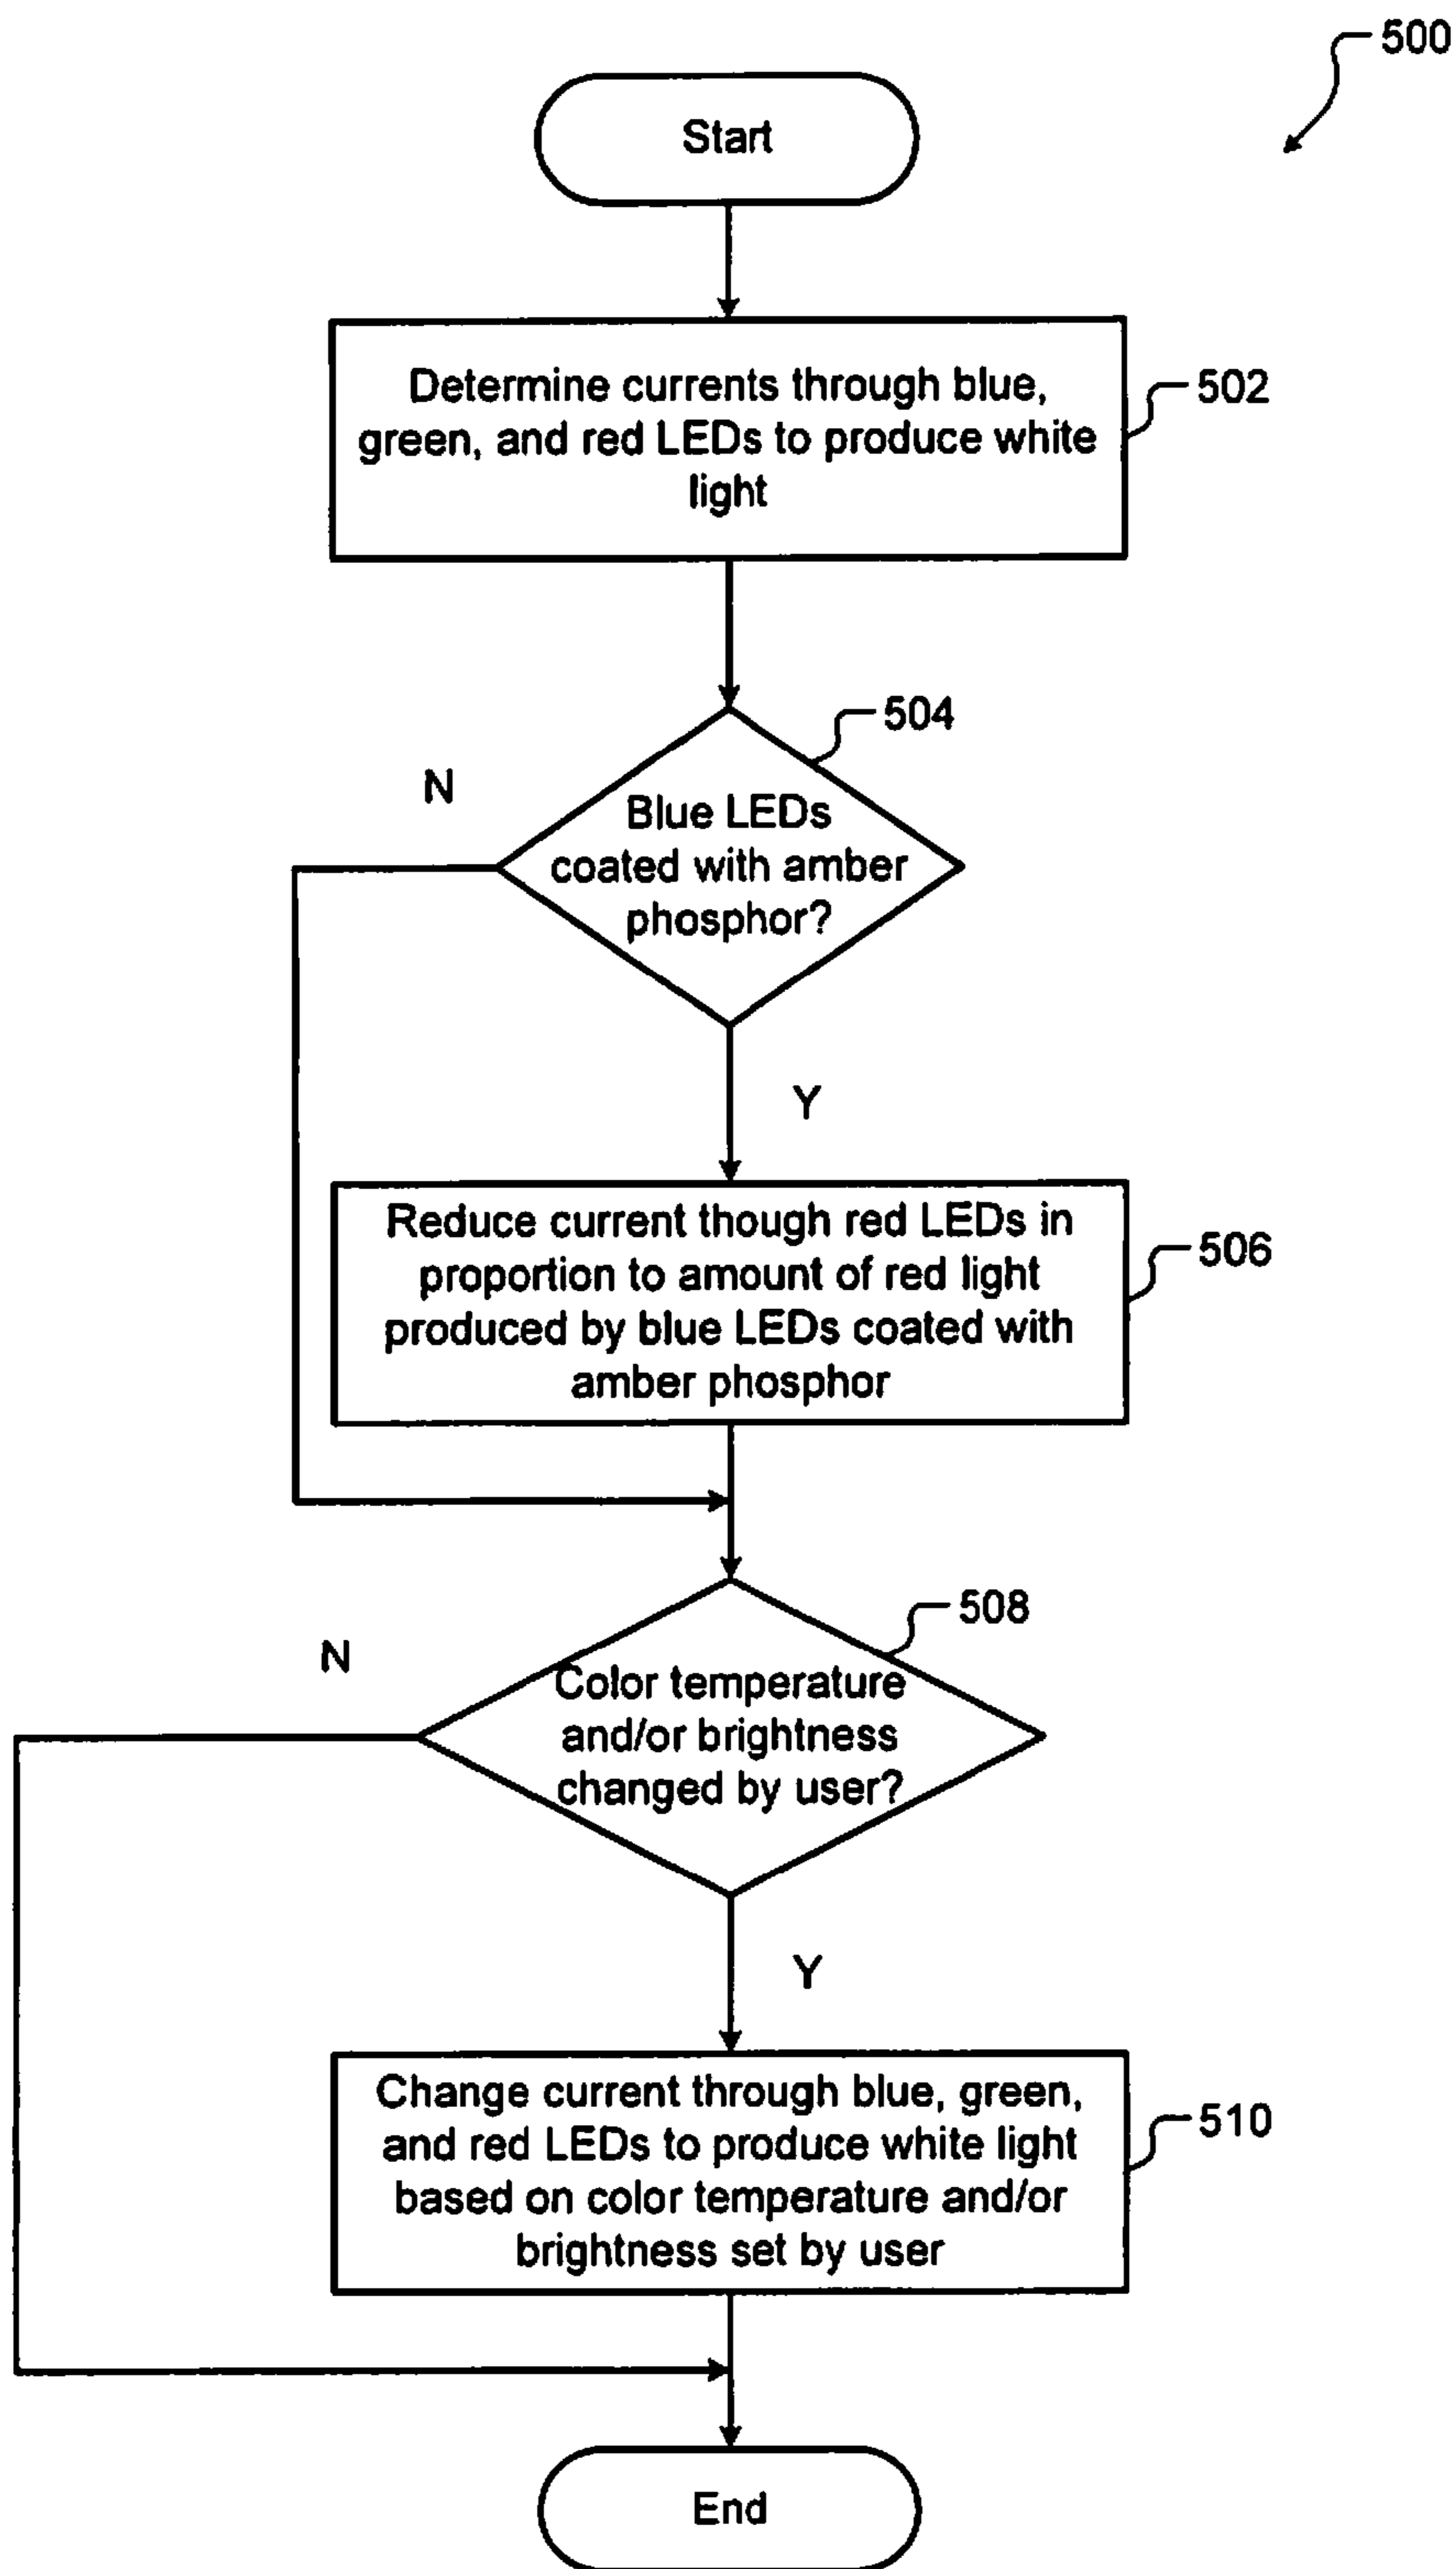 500
Start
Determine currents through blue,
green, and red LEDs to produce white
light
502
504
N
Blue LEDs
coated with amber
phosphor?
Y
Reduce current though red LEDs in
proportion to amount of red light
produced by blue LEDs coated with
amber phosphor
506
508
N
Color temperature
and/or brightness
changed by user?
Y
Change current through blue, green,
and red LEDs to produce white light
based on color temperature and/or
brightness set by user
510
End